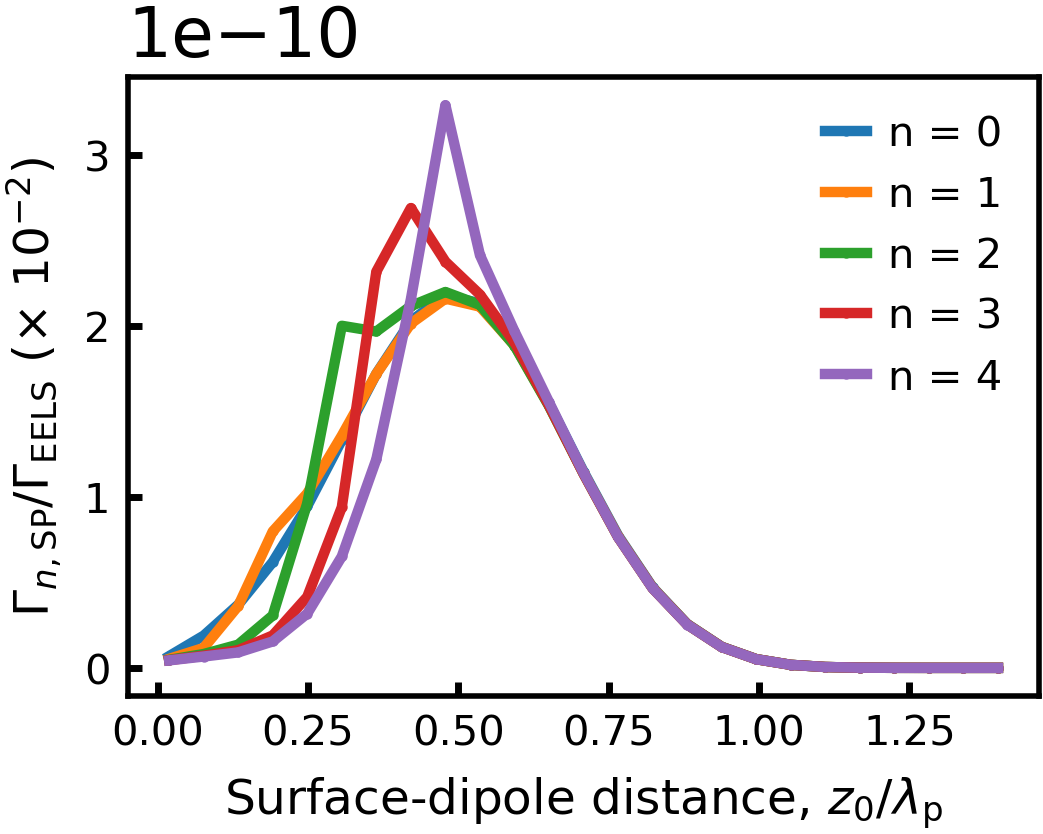 1e−10
Γn, SP/ΓEELS (× 10⁻²)
3
2
1
0
n = 0
n = 1
n = 2
n = 3
n = 4
0.00 0.25 0.50 0.75 1.00 1.25
Surface-dipole distance, z₀/λp